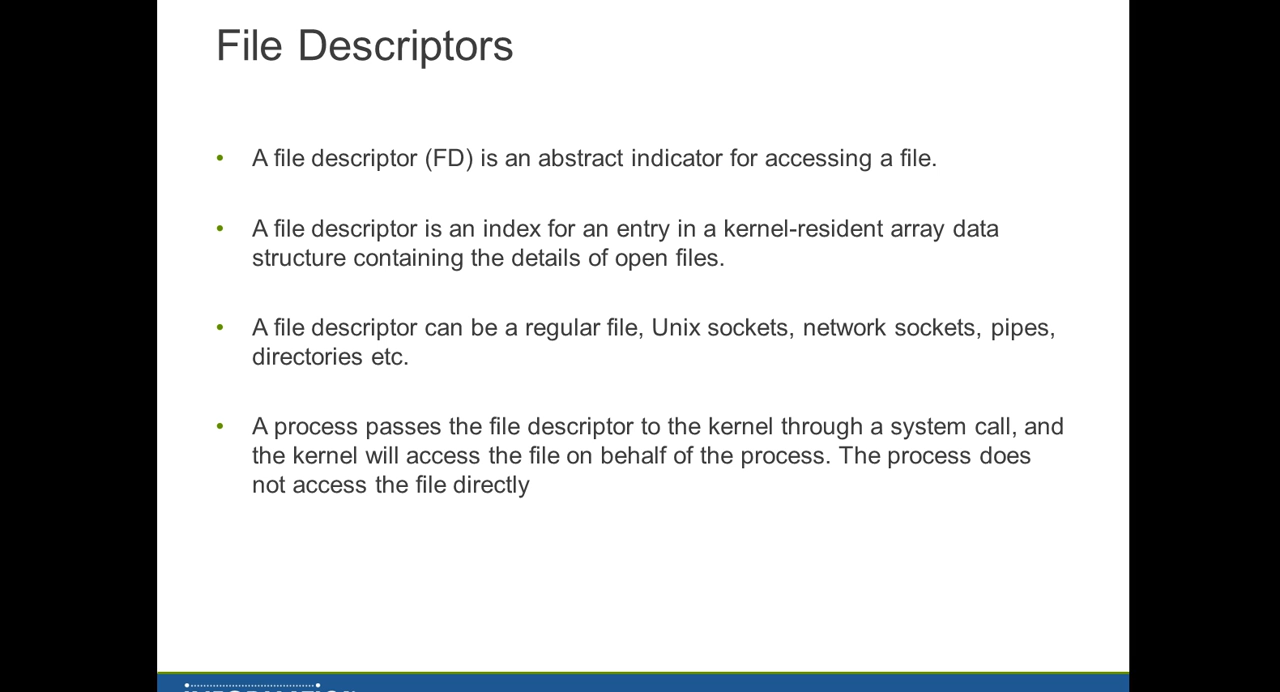 File Descriptors
• A file descriptor (FD) is an abstract indicator for accessing a file.
• A file descriptor is an index for an entry in a kernel-resident array data
structure containing the details of open files.
• A file descriptor can be a regular file, Unix sockets, network sockets, pipes,
directories etc.
• A process passes the file descriptor to the kernel through a system call, and
the kernel will access the file on behalf of the process. The process does
not access the file directly
INFORMATION